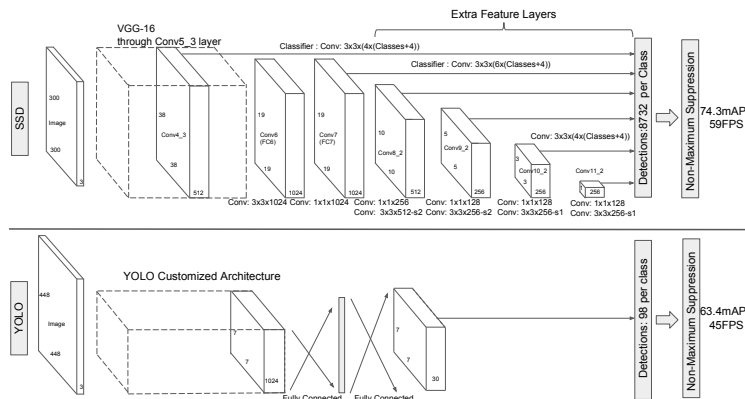 Extra Feature Layers
VGG-16
through Conv5_3 layer
Classifier : Conv: 3x3x(4x(Classes+4))
Classifier : Conv: 3x3x(6x(Classes+4))
SSD
300
Image
300
3
38
Conv4_3
38
512
19
Conv6
(FC6)
19
1024
19
Conv7
(FC7)
19
1024
10
Conv8_2
10
512
5
Conv9_2
5
256
Conv: 3x3x(4x(Classes+4))
3
Conv10_2
3
256
Conv11_2
1
256
Conv: 3x3x1024
Conv: 1x1x1024
Conv: 1x1x256
Conv: 3x3x512-s2
Conv: 1x1x128
Conv: 3x3x256-s2
Conv: 1x1x128
Conv: 3x3x256-s1
Conv: 1x1x128
Conv: 3x3x256-s1
Detections:8732 per Class
Non-Maximum Suppression
74.3mAP
59FPS
YOLO
448
Image
448
3
YOLO Customized Architecture
7
7
1024
Fully Connected
Fully Connected
7
7
30
Detections: 98 per class
Non-Maximum Suppression
63.4mAP
45FPS